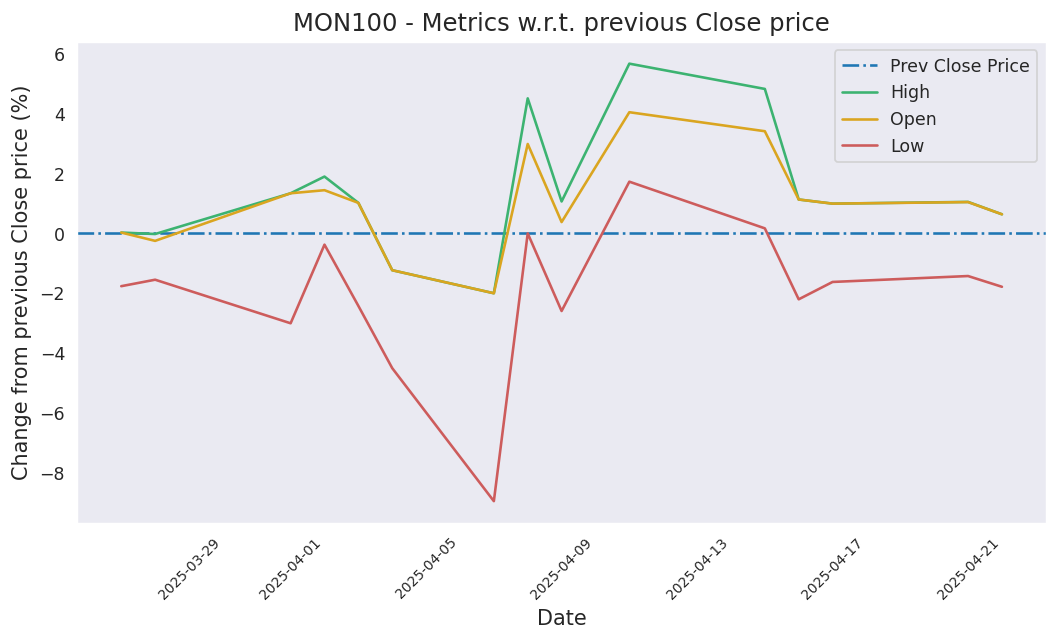 MON100 - Metrics w.r.t. previous Close price
Change from previous Close price (%)
6
4
2
0
−2
−4
−6
−8
Prev Close Price
High
Open
Low
2025-03-29
2025-04-01
2025-04-05
2025-04-09
2025-04-13
2025-04-17
2025-04-21
Date